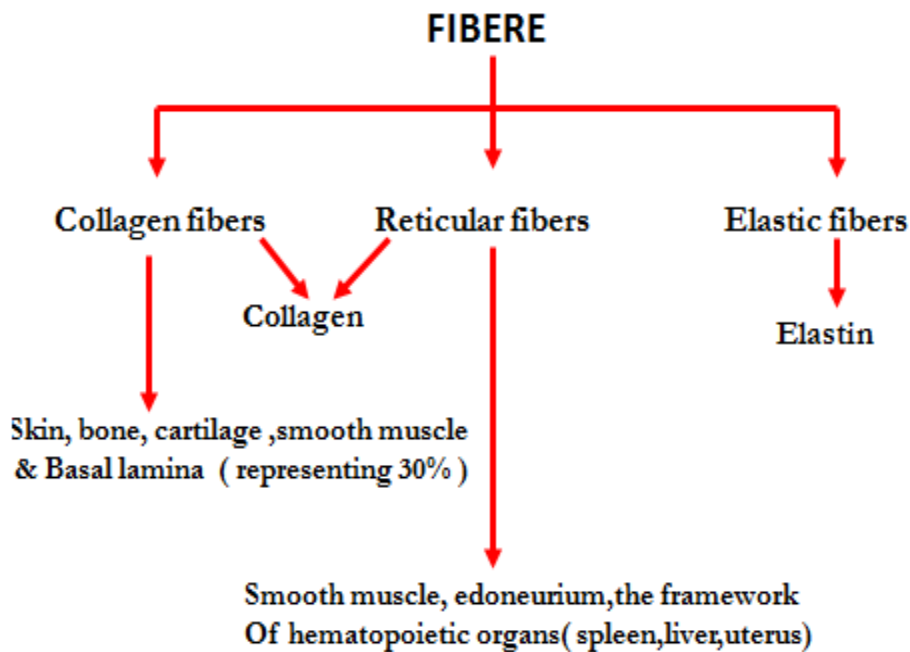 FIBERE
Collagen fibers
Reticular fibers
Elastic fibers
Collagen
Elastin
Skin, bone, cartilage ,smooth muscle
& Basal lamina ( representing 30% )
Smooth muscle, edoneurium,the framework
Of hematopoietic organs( spleen,liver,uterus)